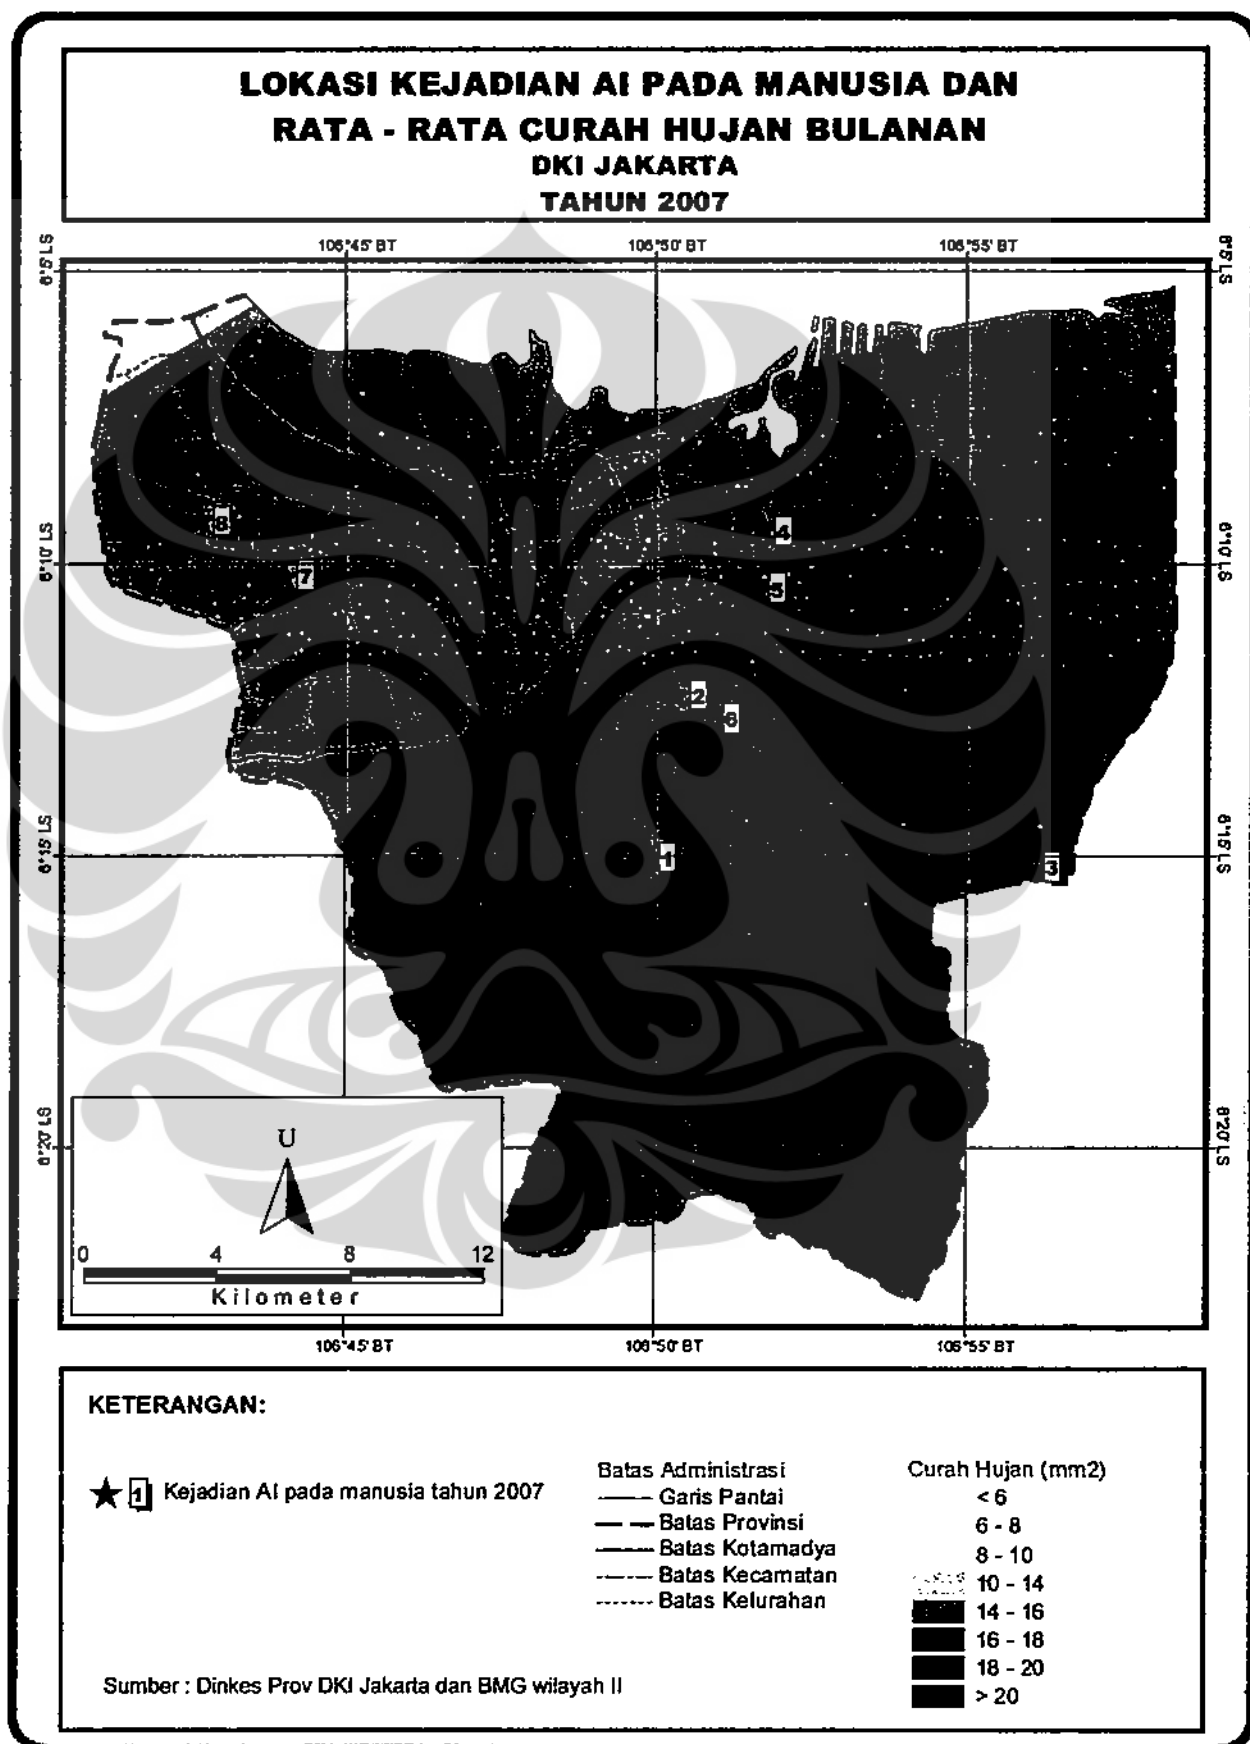 LOKASI KEJADIAN AI PADA MANUSIA DAN
RATA - RATA CURAH HUJAN BULANAN
DKI JAKARTA
TAHUN 2007
106°45' BT
106°50' BT
106°55' BT
6°5' LS
6°5' LS
8
4
6°10' LS
6°10' LS
7
5
2
6
6°15' LS
1
3
6°15' LS
6°20' LS
6°20' LS
U
0 4 8 12
Kilometer
106°45' BT
106°50' BT
106°55' BT
KETERANGAN:
1 Kejadian AI pada manusia tahun 2007
Batas Administrasi
Garis Pantai
Batas Provinsi
Batas Kotamadya
Batas Kecamatan
Batas Kelurahan
Curah Hujan (mm2)
< 6
6 - 8
8 - 10
10 - 14
14 - 16
16 - 18
18 - 20
> 20
Sumber : Dinkes Prov DKI Jakarta dan BMG wilayah II